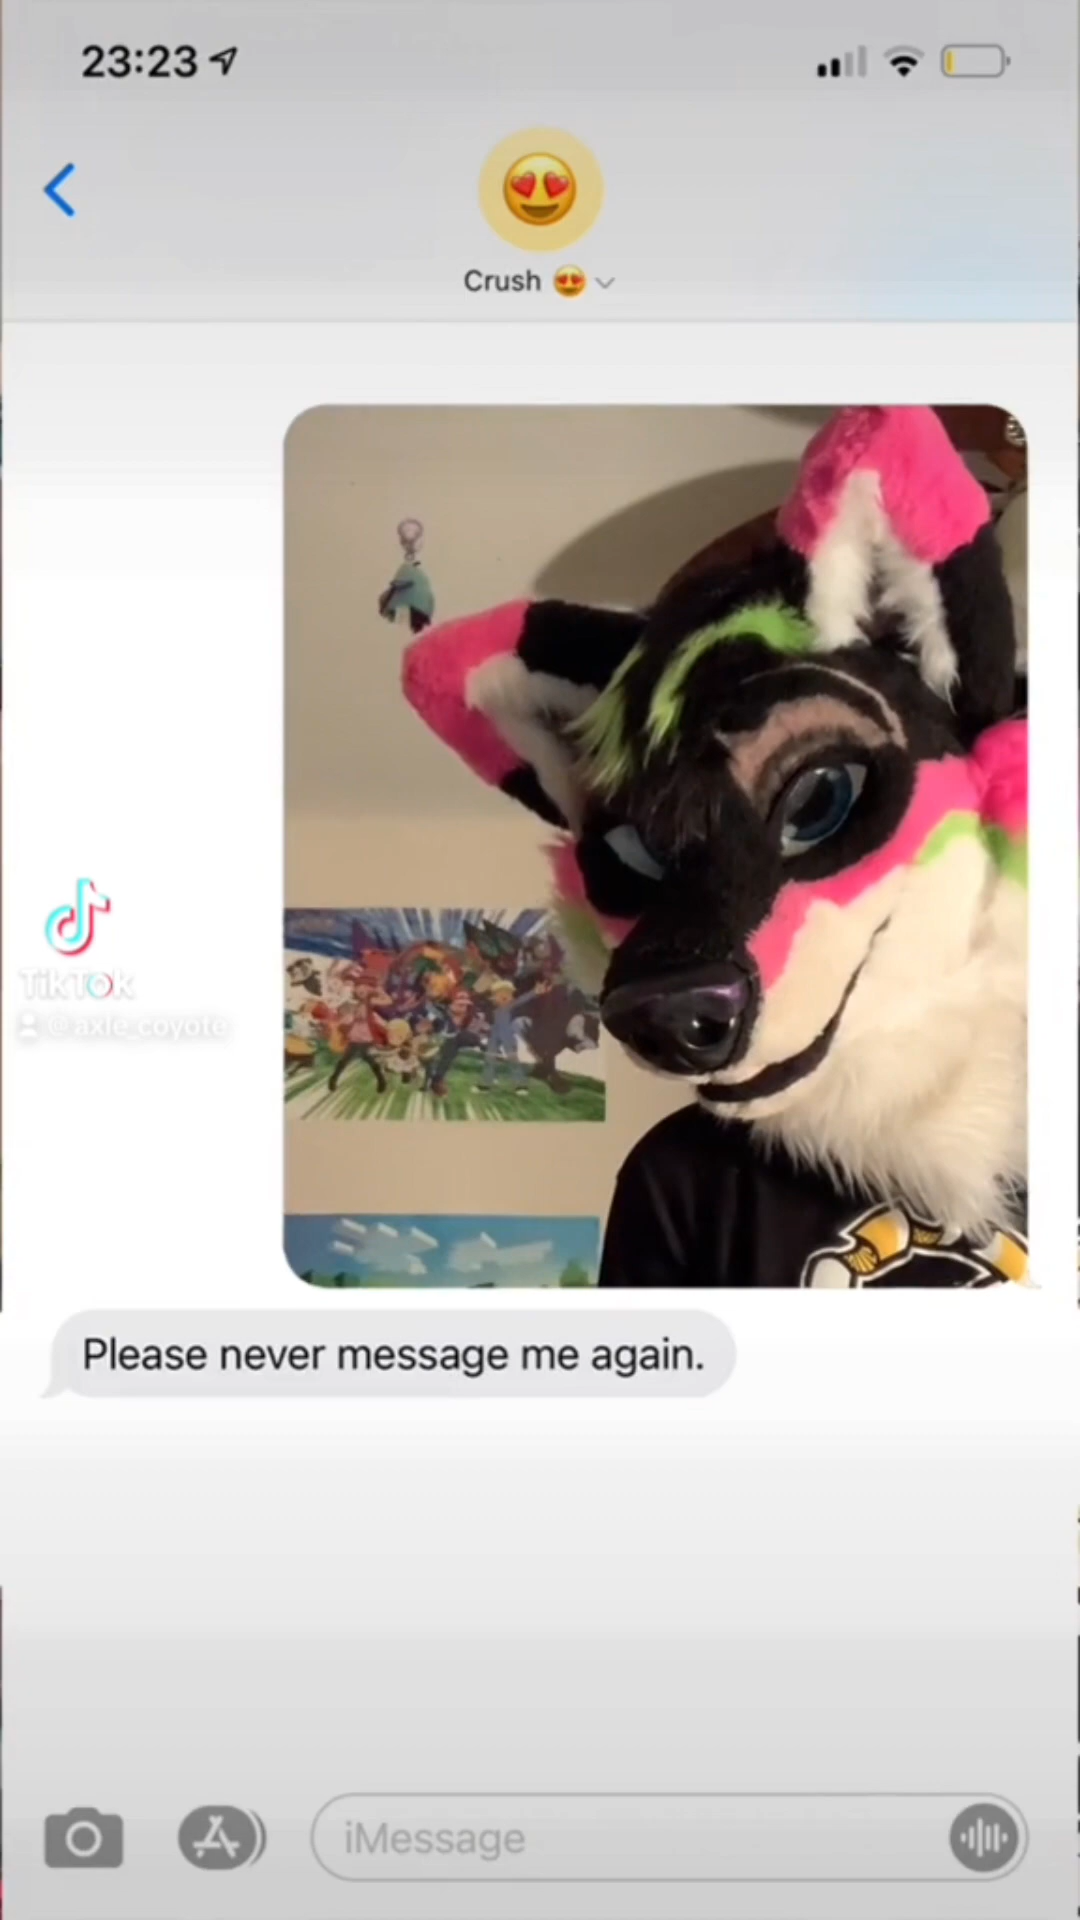 23:23
Crush 😍
TikTok
@axle_coyote
Please never message me again.
iMessage